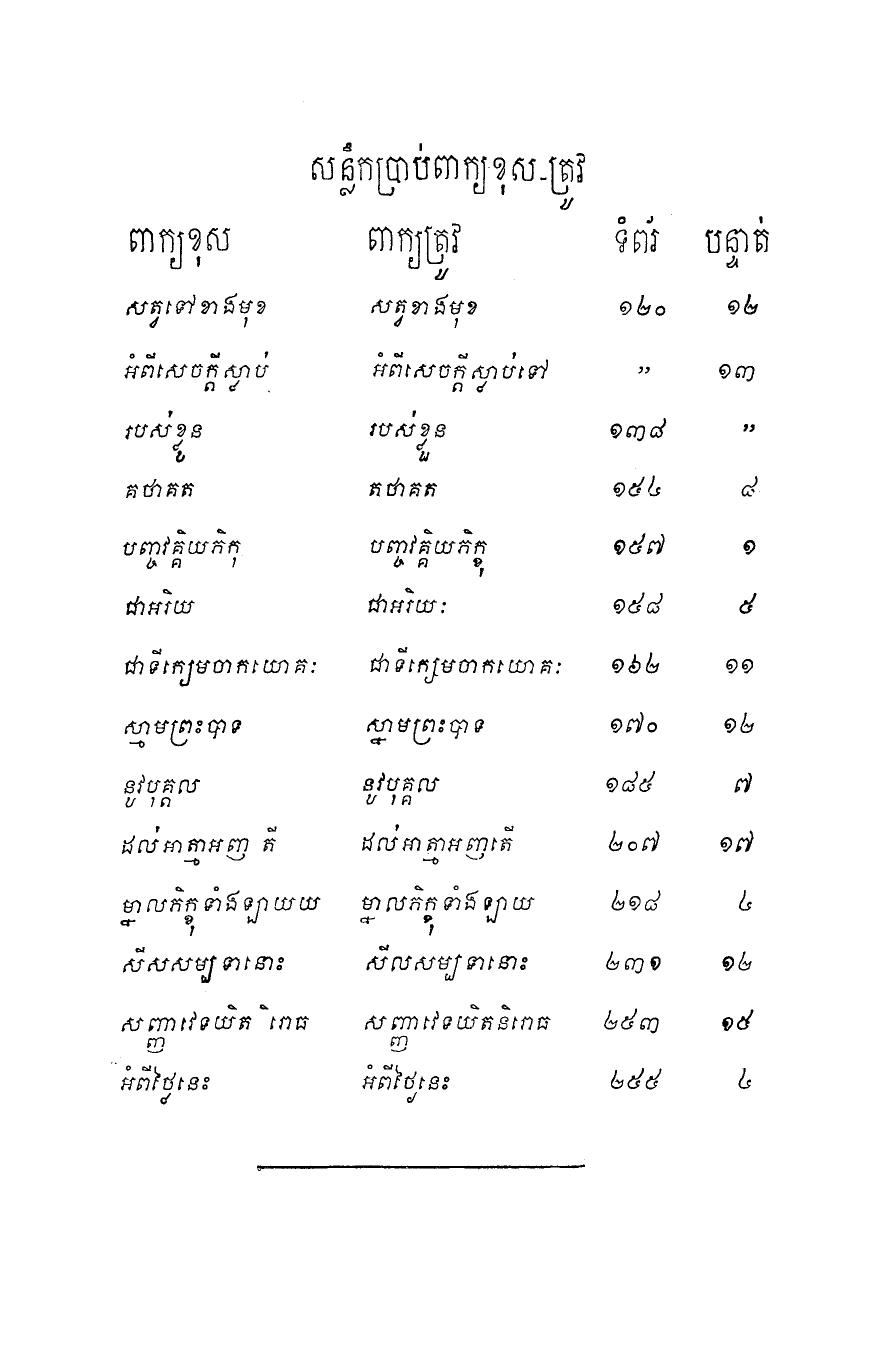 សន្លឹកប្រាប់ពាក្យខុស-ត្រូវ
ពាក្យខុស ពាក្យត្រូវ ទំព័រ បន្ទាត់
សត្វទៅខាងមុខ សត្វខាងមុខ ១២០ ១២
អំពីសេចក្តីស្លាប់ អំពីសេចក្តីស្លាប់ទៅ ” ១៣
របស់ខ្លូន របស់ខ្លួន ១៣៨ ”
គថាគត តថាគត ១៥៤ ៨
បញ្ចវគ្គិយភិកុ បញ្ចវគ្គិយភិក្ខុ ១៥៧ ១
ជាអរិយ ជាអរិយៈ ១៥៨ ៥
ជាទីក្សេមចាកយោគៈ ជាទីក្សេមចាកយោគៈ ១៦២ ១១
ស្មាមព្រះបាទ ស្នាមព្រះបាទ ១៧០ ១២
នូវបុគ្តល នូវបុគ្គល ១៨៥ ៧
ដល់អាត្មាអញ តី ដល់អាត្មាអញតើ ២០៧ ១៧
ម្នាលភិក្ខុទាំងឡាយយ ម្នាលភិក្ខុទាំងឡាយ ២១៨ ៤
សីសសម្បទានោះ សីលសម្បទានោះ ២៣១ ១២
សញ្ញាវេទយិត ិរោធ សញ្ញាវេទយិតនិរោធ ២៥៣ ១៥
អំពីថ្ងៃនេះ អំពីថ្ងៃនេះ ២៥៥ ៤